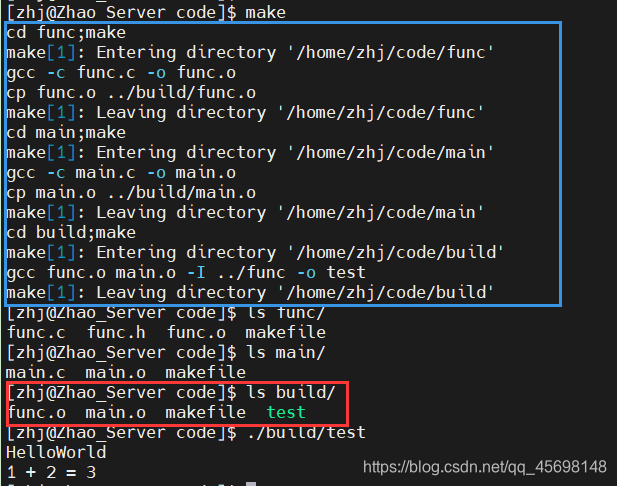 [zhj@Zhao_Server code]$ make
cd func;make
make[1]: Entering directory '/home/zhj/code/func'
gcc -c func.c -o func.o
cp func.o ../build/func.o
make[1]: Leaving directory '/home/zhj/code/func'
cd main;make
make[1]: Entering directory '/home/zhj/code/main'
gcc -c main.c -o main.o
cp main.o ../build/main.o
make[1]: Leaving directory '/home/zhj/code/main'
cd build;make
make[1]: Entering directory '/home/zhj/code/build'
gcc func.o main.o -I ../func -o test
make[1]: Leaving directory '/home/zhj/code/build'
[zhj@Zhao_Server code]$ ls func/
func.c  func.h  func.o  makefile
[zhj@Zhao_Server code]$ ls main/
main.c  main.o  makefile
[zhj@Zhao_Server code]$ ls build/
func.o  main.o  makefile  test
[zhj@Zhao_Server code]$ ./build/test
HelloWorld
1 + 2 = 3
https://blog.csdn.net/qq_45698148